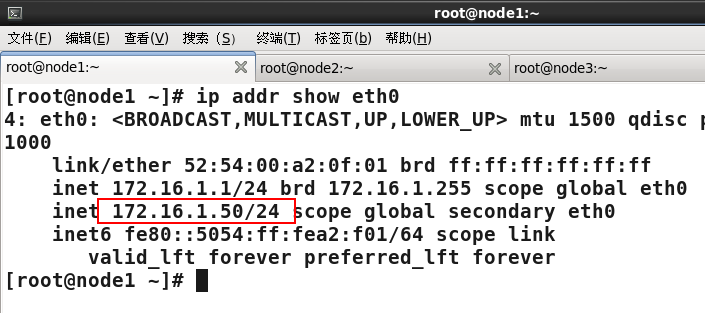 root@node1:~
文件(F) 编辑(E) 查看(V) 搜索（S） 终端(T) 标签页(b) 帮助(H)
root@node1:~ root@node2:~ root@node3:~
[root@node1 ~]# ip addr show eth0
4: eth0: <BROADCAST,MULTICAST,UP,LOWER_UP> mtu 1500 qdisc
1000
link/ether 52:54:00:a2:0f:01 brd ff:ff:ff:ff:ff:ff
inet 172.16.1.1/24 brd 172.16.1.255 scope global eth0
inet 172.16.1.50/24 scope global secondary eth0
inet6 fe80::5054:ff:fea2:f01/64 scope link
valid_lft forever preferred_lft forever
[root@node1 ~]#